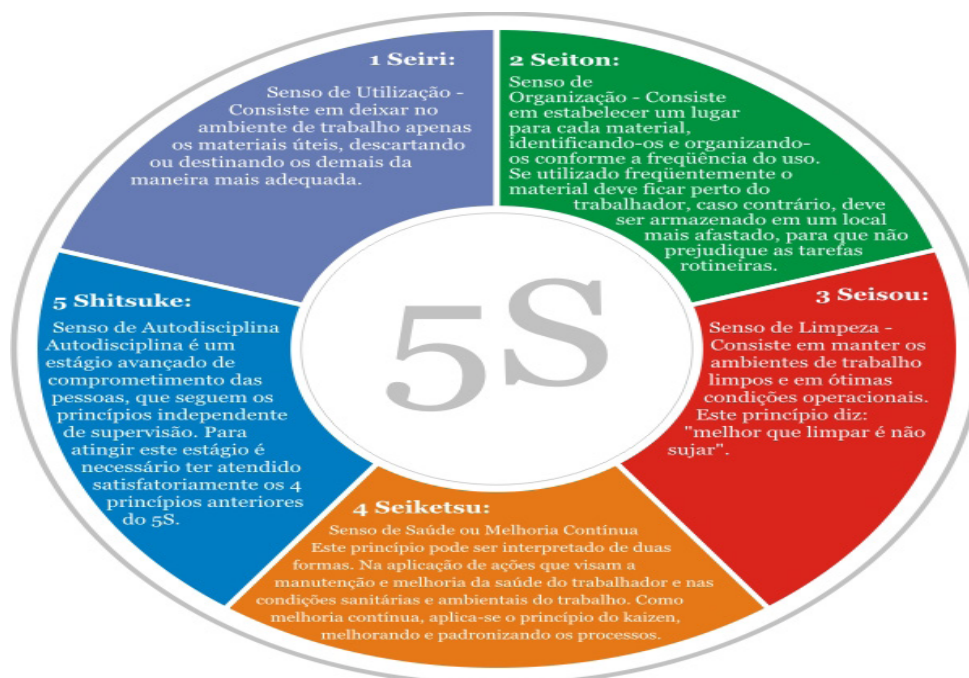 1 Seiri:
Senso de Utilização -
Consiste em deixar no
ambiente de trabalho apenas
os materiais úteis, descartando
ou destinando os demais da
maneira mais adequada.
2 Seiton:
Senso de
Organização - Consiste
em estabelecer um lugar
para cada material,
identificando-os e organizando-
os conforme a freqüência do uso.
Se utilizado freqüentemente o
material deve ficar perto do
trabalhador, caso contrário, deve
ser armazenado em um local
mais afastado, para que não
prejudique as tarefas
rotineiras.
3 Seisou:
Senso de Limpeza -
Consiste em manter os
ambientes de trabalho
limpos e em ótimas
condições operacionais.
Este princípio diz:
"melhor que limpar é não
sujar".
4 Seiketsu:
Senso de Saúde ou Melhoria Contínua
Este princípio pode ser interpretado de duas
formas. Na aplicação de ações que visam a
manutenção e melhoria da saúde do trabalhador e nas
condições sanitárias e ambientais do trabalho. Como
melhoria contínua, aplica-se o princípio do kaizen,
melhorando e padronizando os processos.
5 Shitsuke:
Senso de Autodisciplina
Autodisciplina é um
estágio avançado de
comprometimento das
pessoas, que seguem os
princípios independente
de supervisão. Para
atingir este estágio é
necessário ter atendido
satisfatoriamente os 4
princípios anteriores
do 5S.
5S